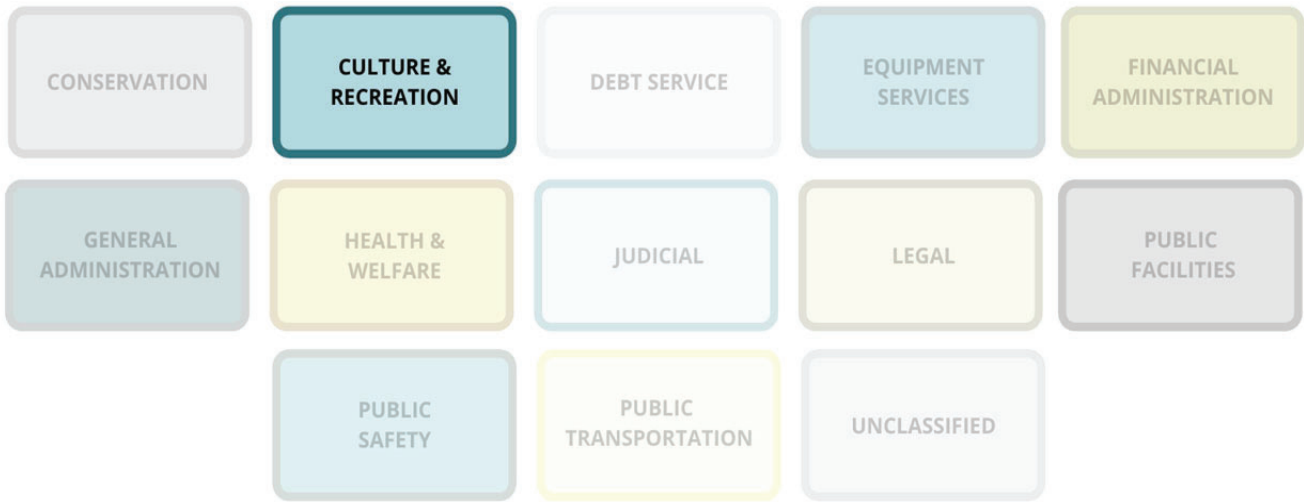 CONSERVATION
CULTURE &
RECREATION
DEBT SERVICE
EQUIPMENT
SERVICES
FINANCIAL
ADMINISTRATION
GENERAL
ADMINISTRATION
HEALTH &
WELFARE
JUDICIAL
LEGAL
PUBLIC
FACILITIES
PUBLIC
SAFETY
PUBLIC
TRANSPORTATION
UNCLASSIFIED